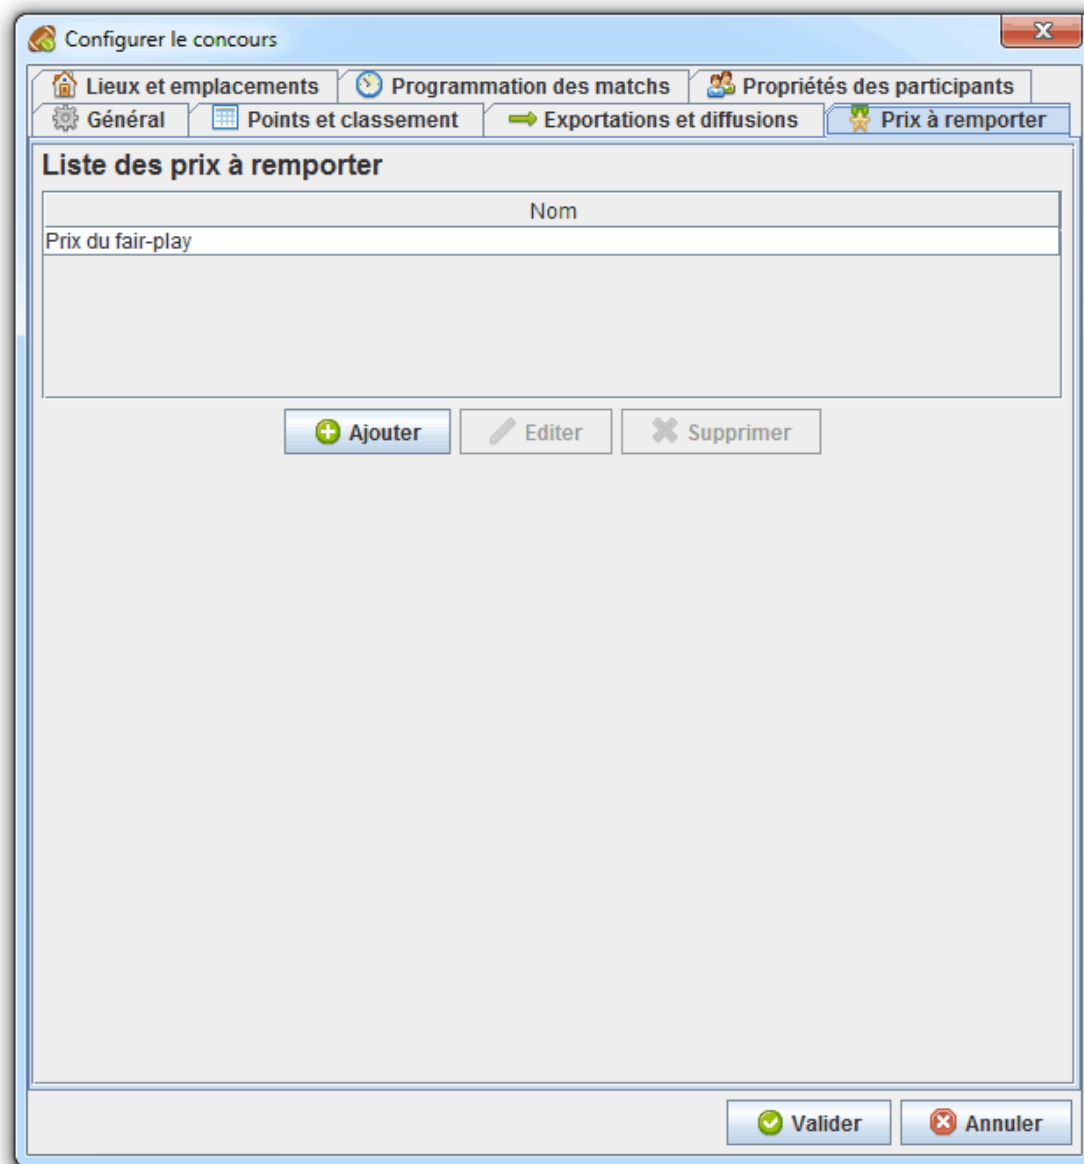 Configurer le concours
Lieux et emplacements Programmation des matchs Propriétés des participants
Général Points et classement Exportations et diffusions Prix à remporter
Liste des prix à remporter
Nom
Prix du fair-play
Ajouter Editer Supprimer
Valider Annuler